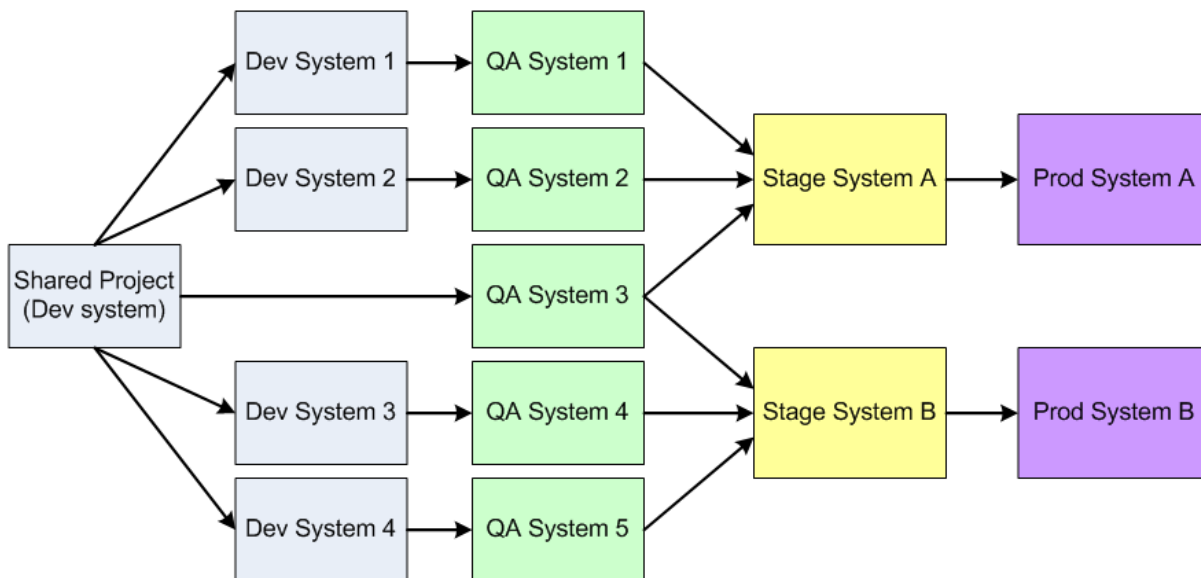 Dev System 1
QA System 1
Dev System 2
QA System 2
Stage System A
Prod System A
Shared Project
(Dev system)
QA System 3
Dev System 3
QA System 4
Stage System B
Prod System B
Dev System 4
QA System 5